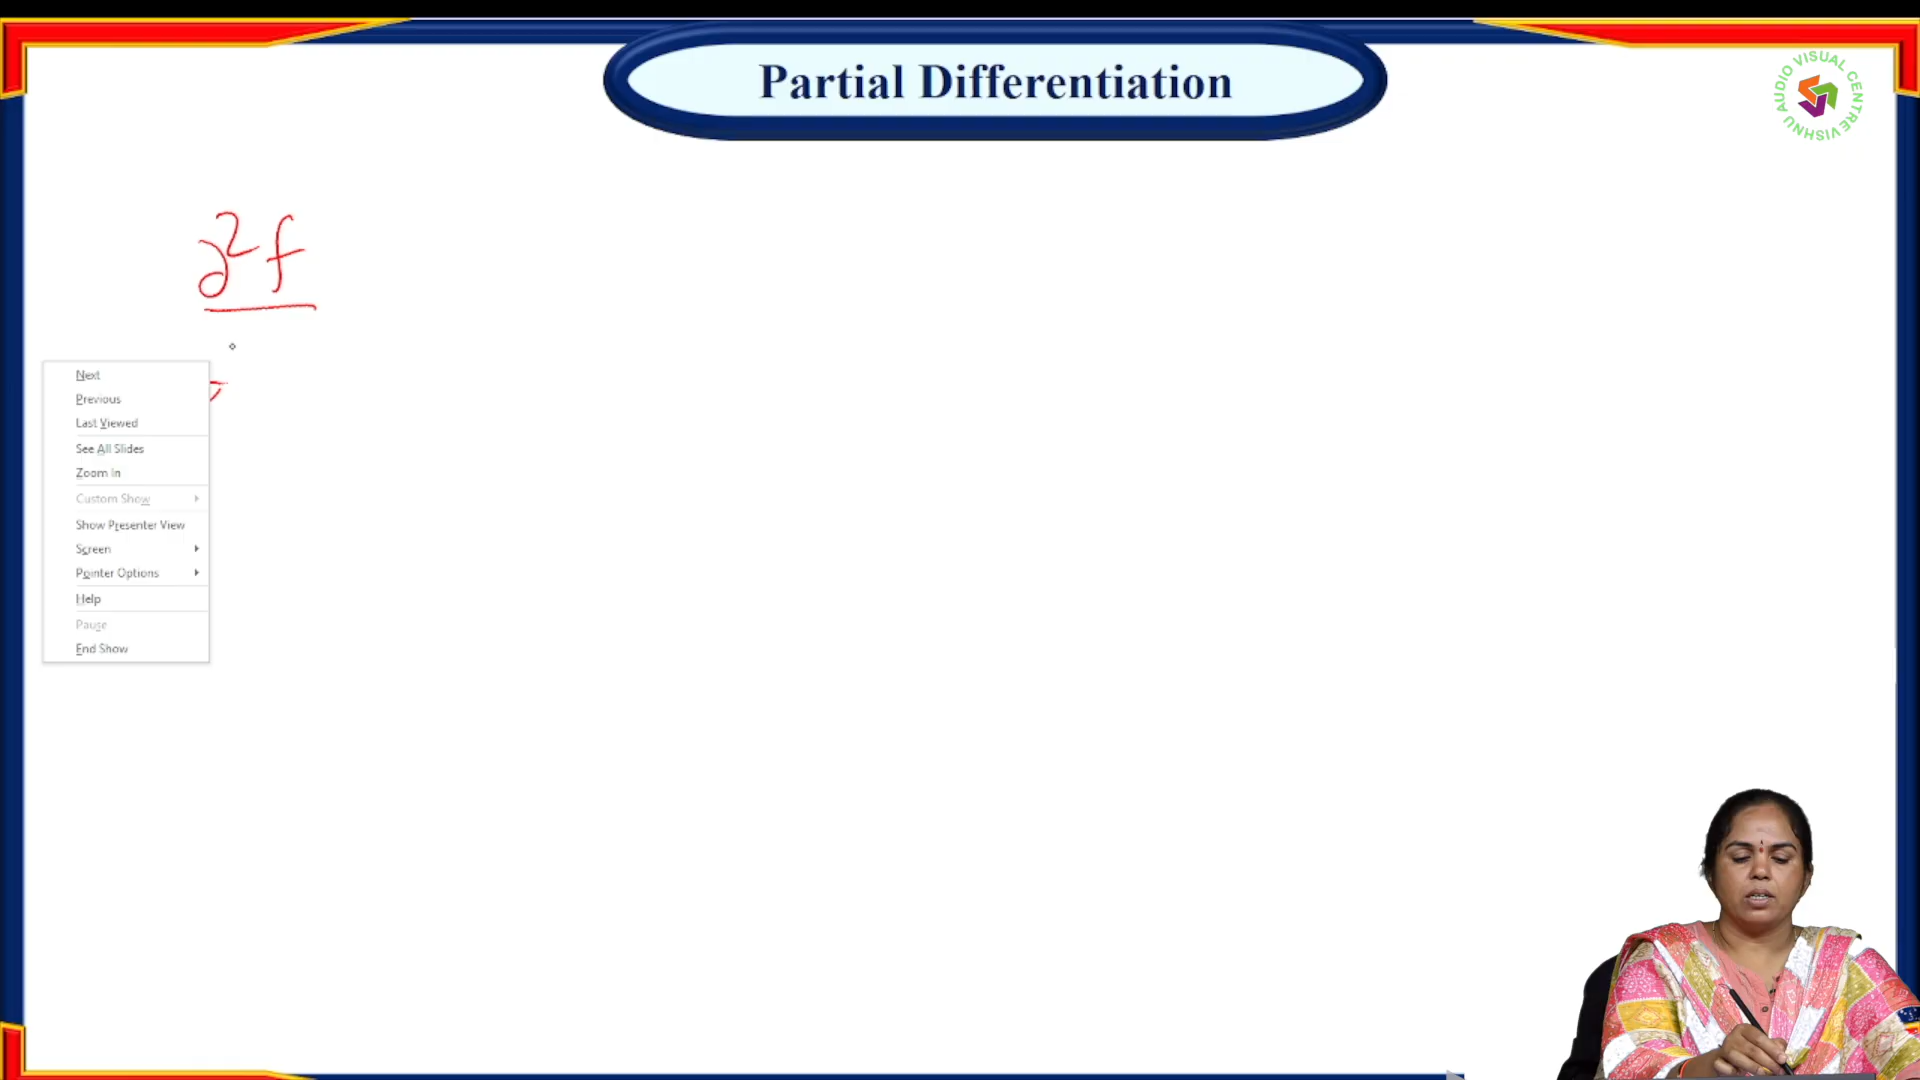 Partial Differentiation
AUDIO VISUAL CENTRE VISHNU
∂²f
Next
Previous
Last Viewed
See All Slides
Zoom In
Custom Show
Show Presenter View
Screen
Pointer Options
Help
Pause
End Show